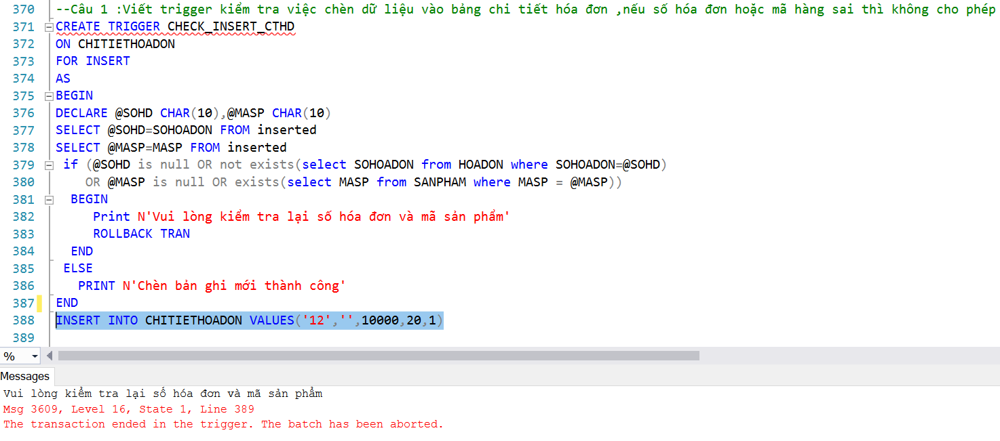 370 --Câu 1 :Viết trigger kiểm tra việc chèn dữ liệu vào bảng chi tiết hóa đơn ,nếu số hóa đơn hoặc mã hàng sai thì không cho phép
371 CREATE TRIGGER CHECK_INSERT_CTHD
372 ON CHITIETHOADON
373 FOR INSERT
374 AS
375 BEGIN
376 DECLARE @SOHD CHAR(10),@MASP CHAR(10)
377 SELECT @SOHD=SOHOADON FROM inserted
378 SELECT @MASP=MASP FROM inserted
379 if (@SOHD is null OR not exists(select SOHOADON from HOADON where SOHOADON=@SOHD)
380 OR @MASP is null OR exists(select MASP from SANPHAM where MASP = @MASP))
381 BEGIN
382 Print N'Vui lòng kiểm tra lại số hóa đơn và mã sản phẩm'
383 ROLLBACK TRAN
384 END
385 ELSE
386 PRINT N'Chèn bản ghi mới thành công'
387 END
388 INSERT INTO CHITIETHOADON VALUES('12','',10000,20,1)
389
%
Messages
Vui lòng kiểm tra lại số hóa đơn và mã sản phẩm
Msg 3609, Level 16, State 1, Line 389
The transaction ended in the trigger. The batch has been aborted.